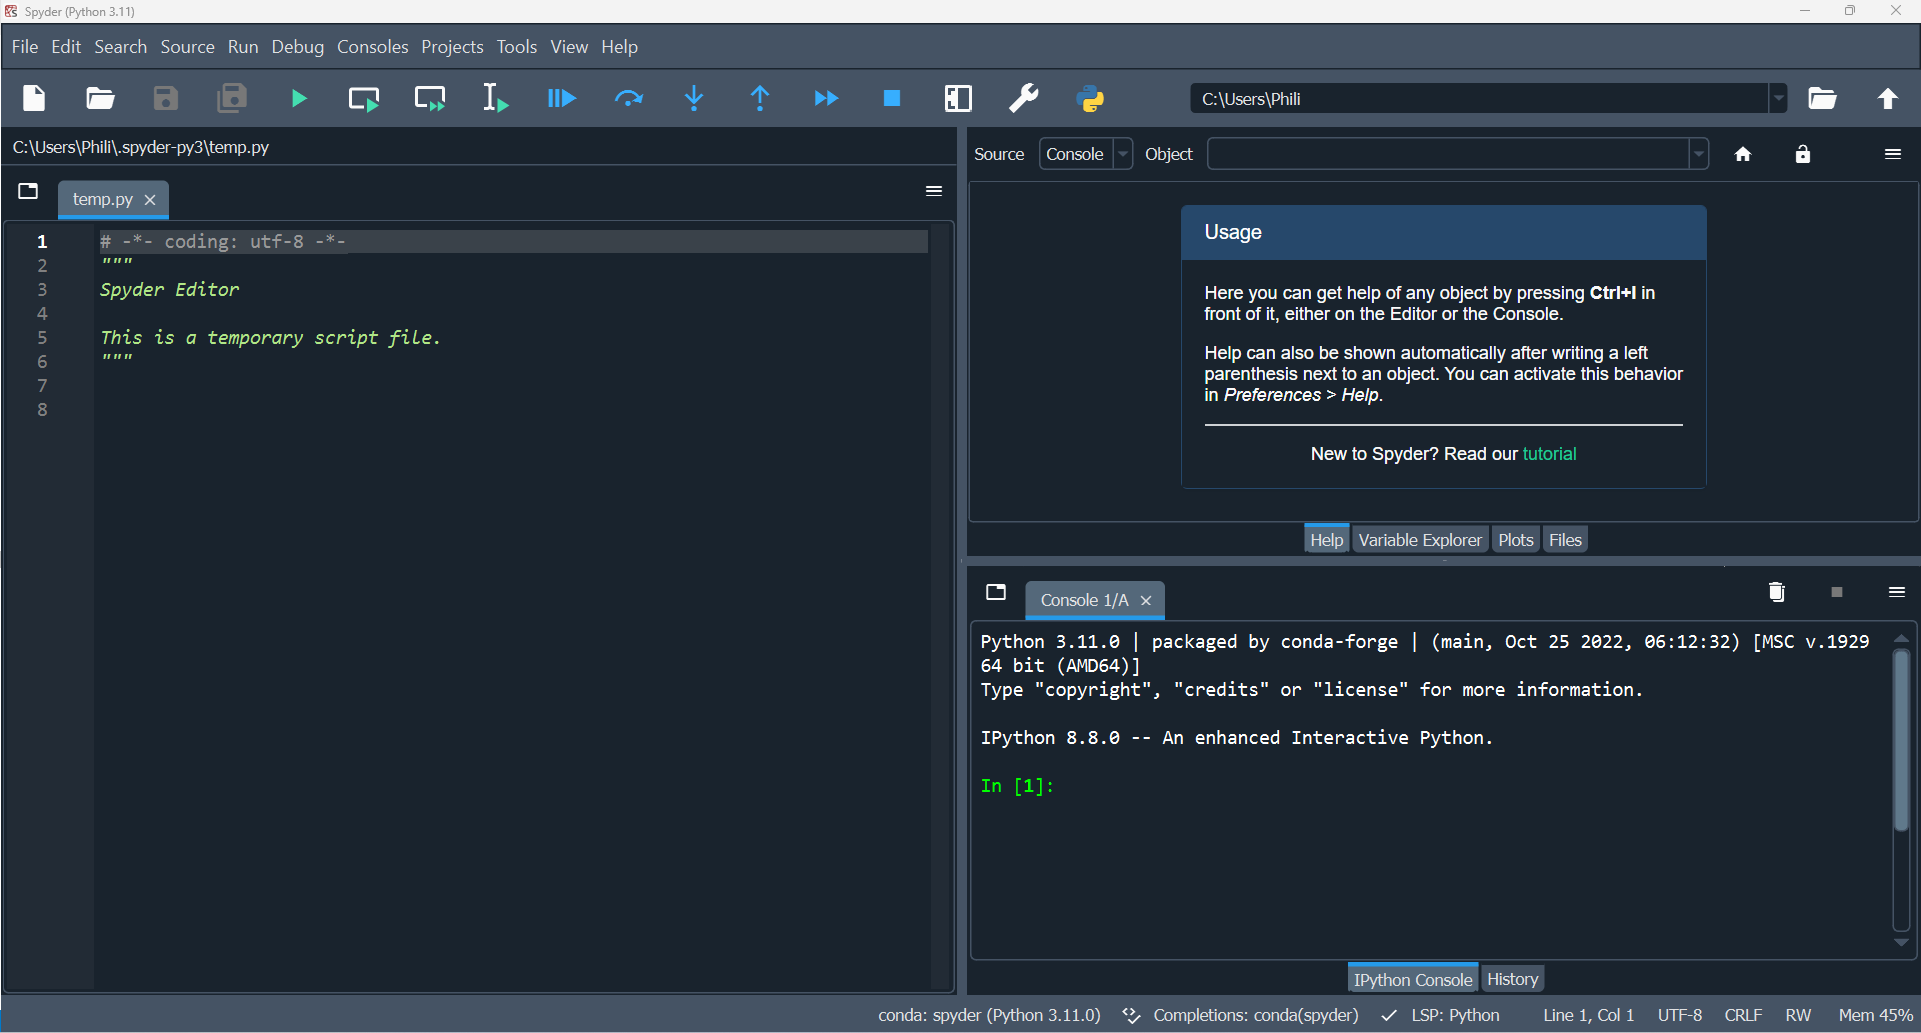 Spyder (Python 3.11)
File Edit Search Source Run Debug Consoles Projects Tools View Help
C:\Users\Phili
C:\Users\Phili\.spyder-py3\temp.py
temp.py
1 # -*- coding: utf-8 -*-
2 """
3 Spyder Editor
4
5 This is a temporary script file.
6 """
7
8
Source Console Object
Usage
Here you can get help of any object by pressing Ctrl+I in
front of it, either on the Editor or the Console.
Help can also be shown automatically after writing a left
parenthesis next to an object. You can activate this behavior
in Preferences > Help.
New to Spyder? Read our tutorial
Help Variable Explorer Plots Files
Console 1/A
Python 3.11.0 | packaged by conda-forge | (main, Oct 25 2022, 06:12:32) [MSC v.1929
64 bit (AMD64)]
Type "copyright", "credits" or "license" for more information.
IPython 8.8.0 -- An enhanced Interactive Python.
In [1]:
IPython Console History
conda: spyder (Python 3.11.0) Completions: conda(spyder) LSP: Python Line 1, Col 1 UTF-8 CRLF RW Mem 45%